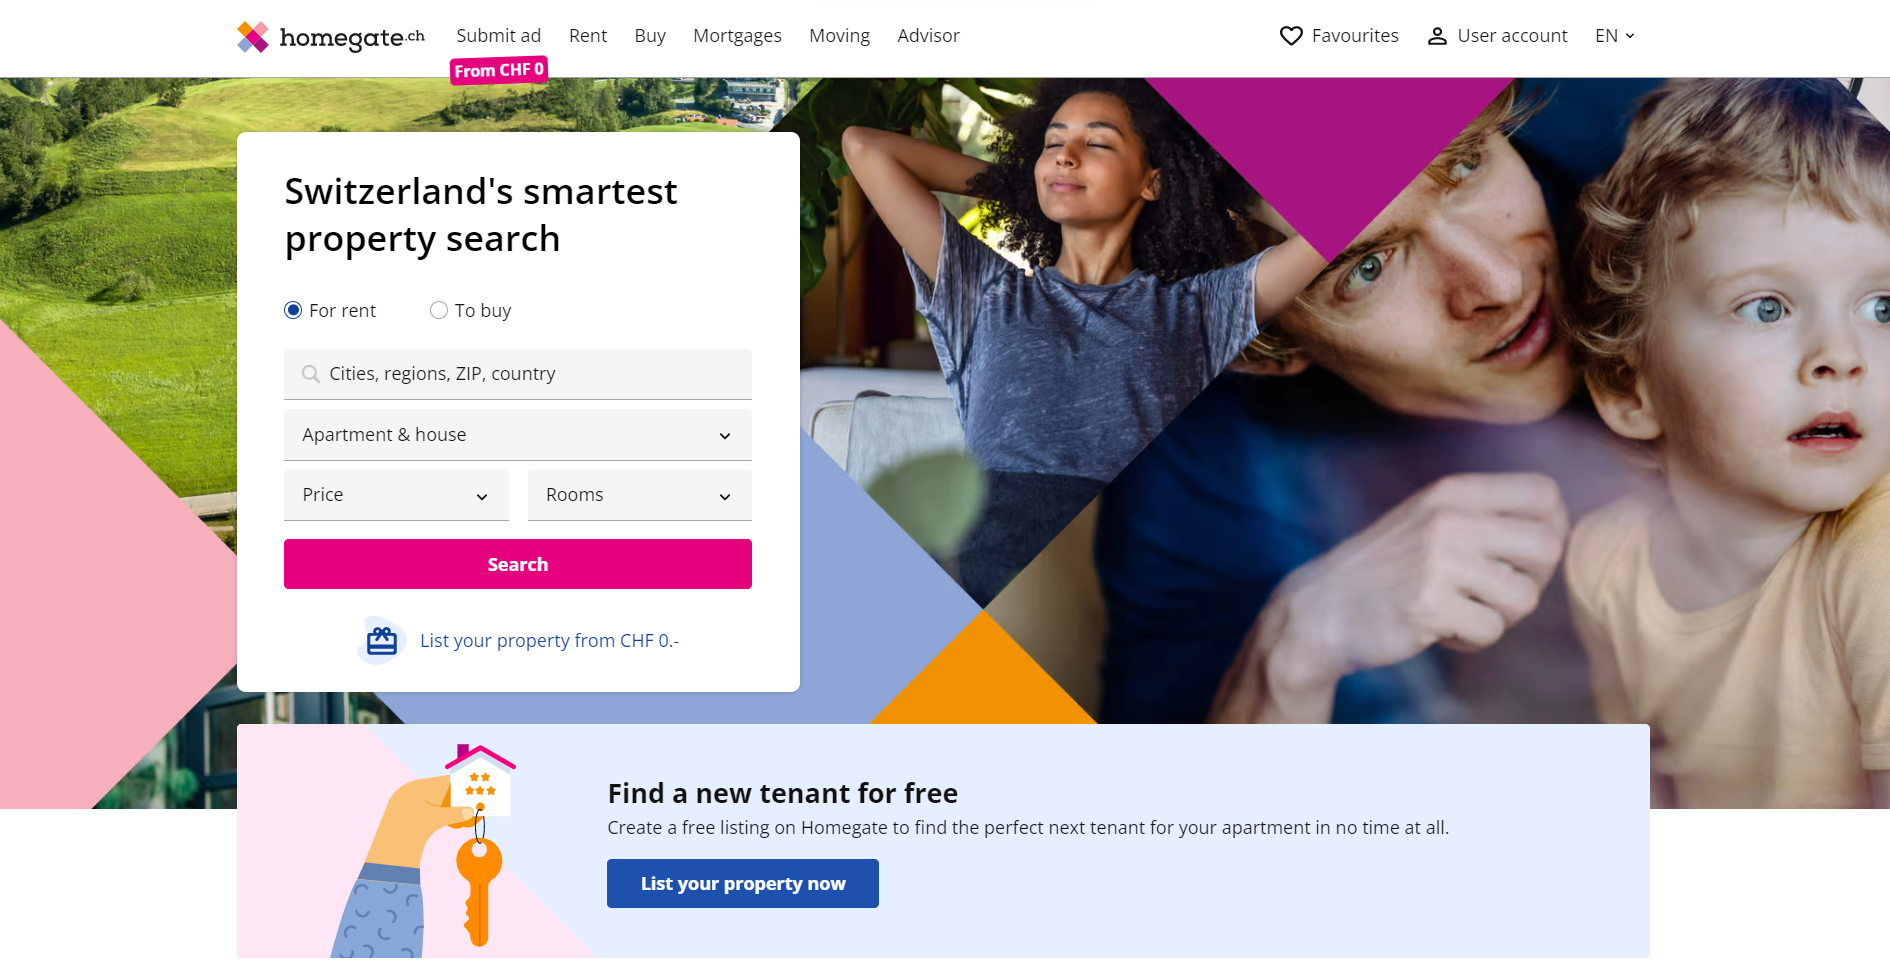 homegate.ch
Submit ad
Rent
Buy
Mortgages
Moving
Advisor
Favourites
User account
EN
From CHF 0
Switzerland's smartest
property search
For rent
To buy
Cities, regions, ZIP, country
Apartment & house
Price
Rooms
Search
List your property from CHF 0.-
Find a new tenant for free
Create a free listing on Homegate to find the perfect next tenant for your apartment in no time at all.
List your property now